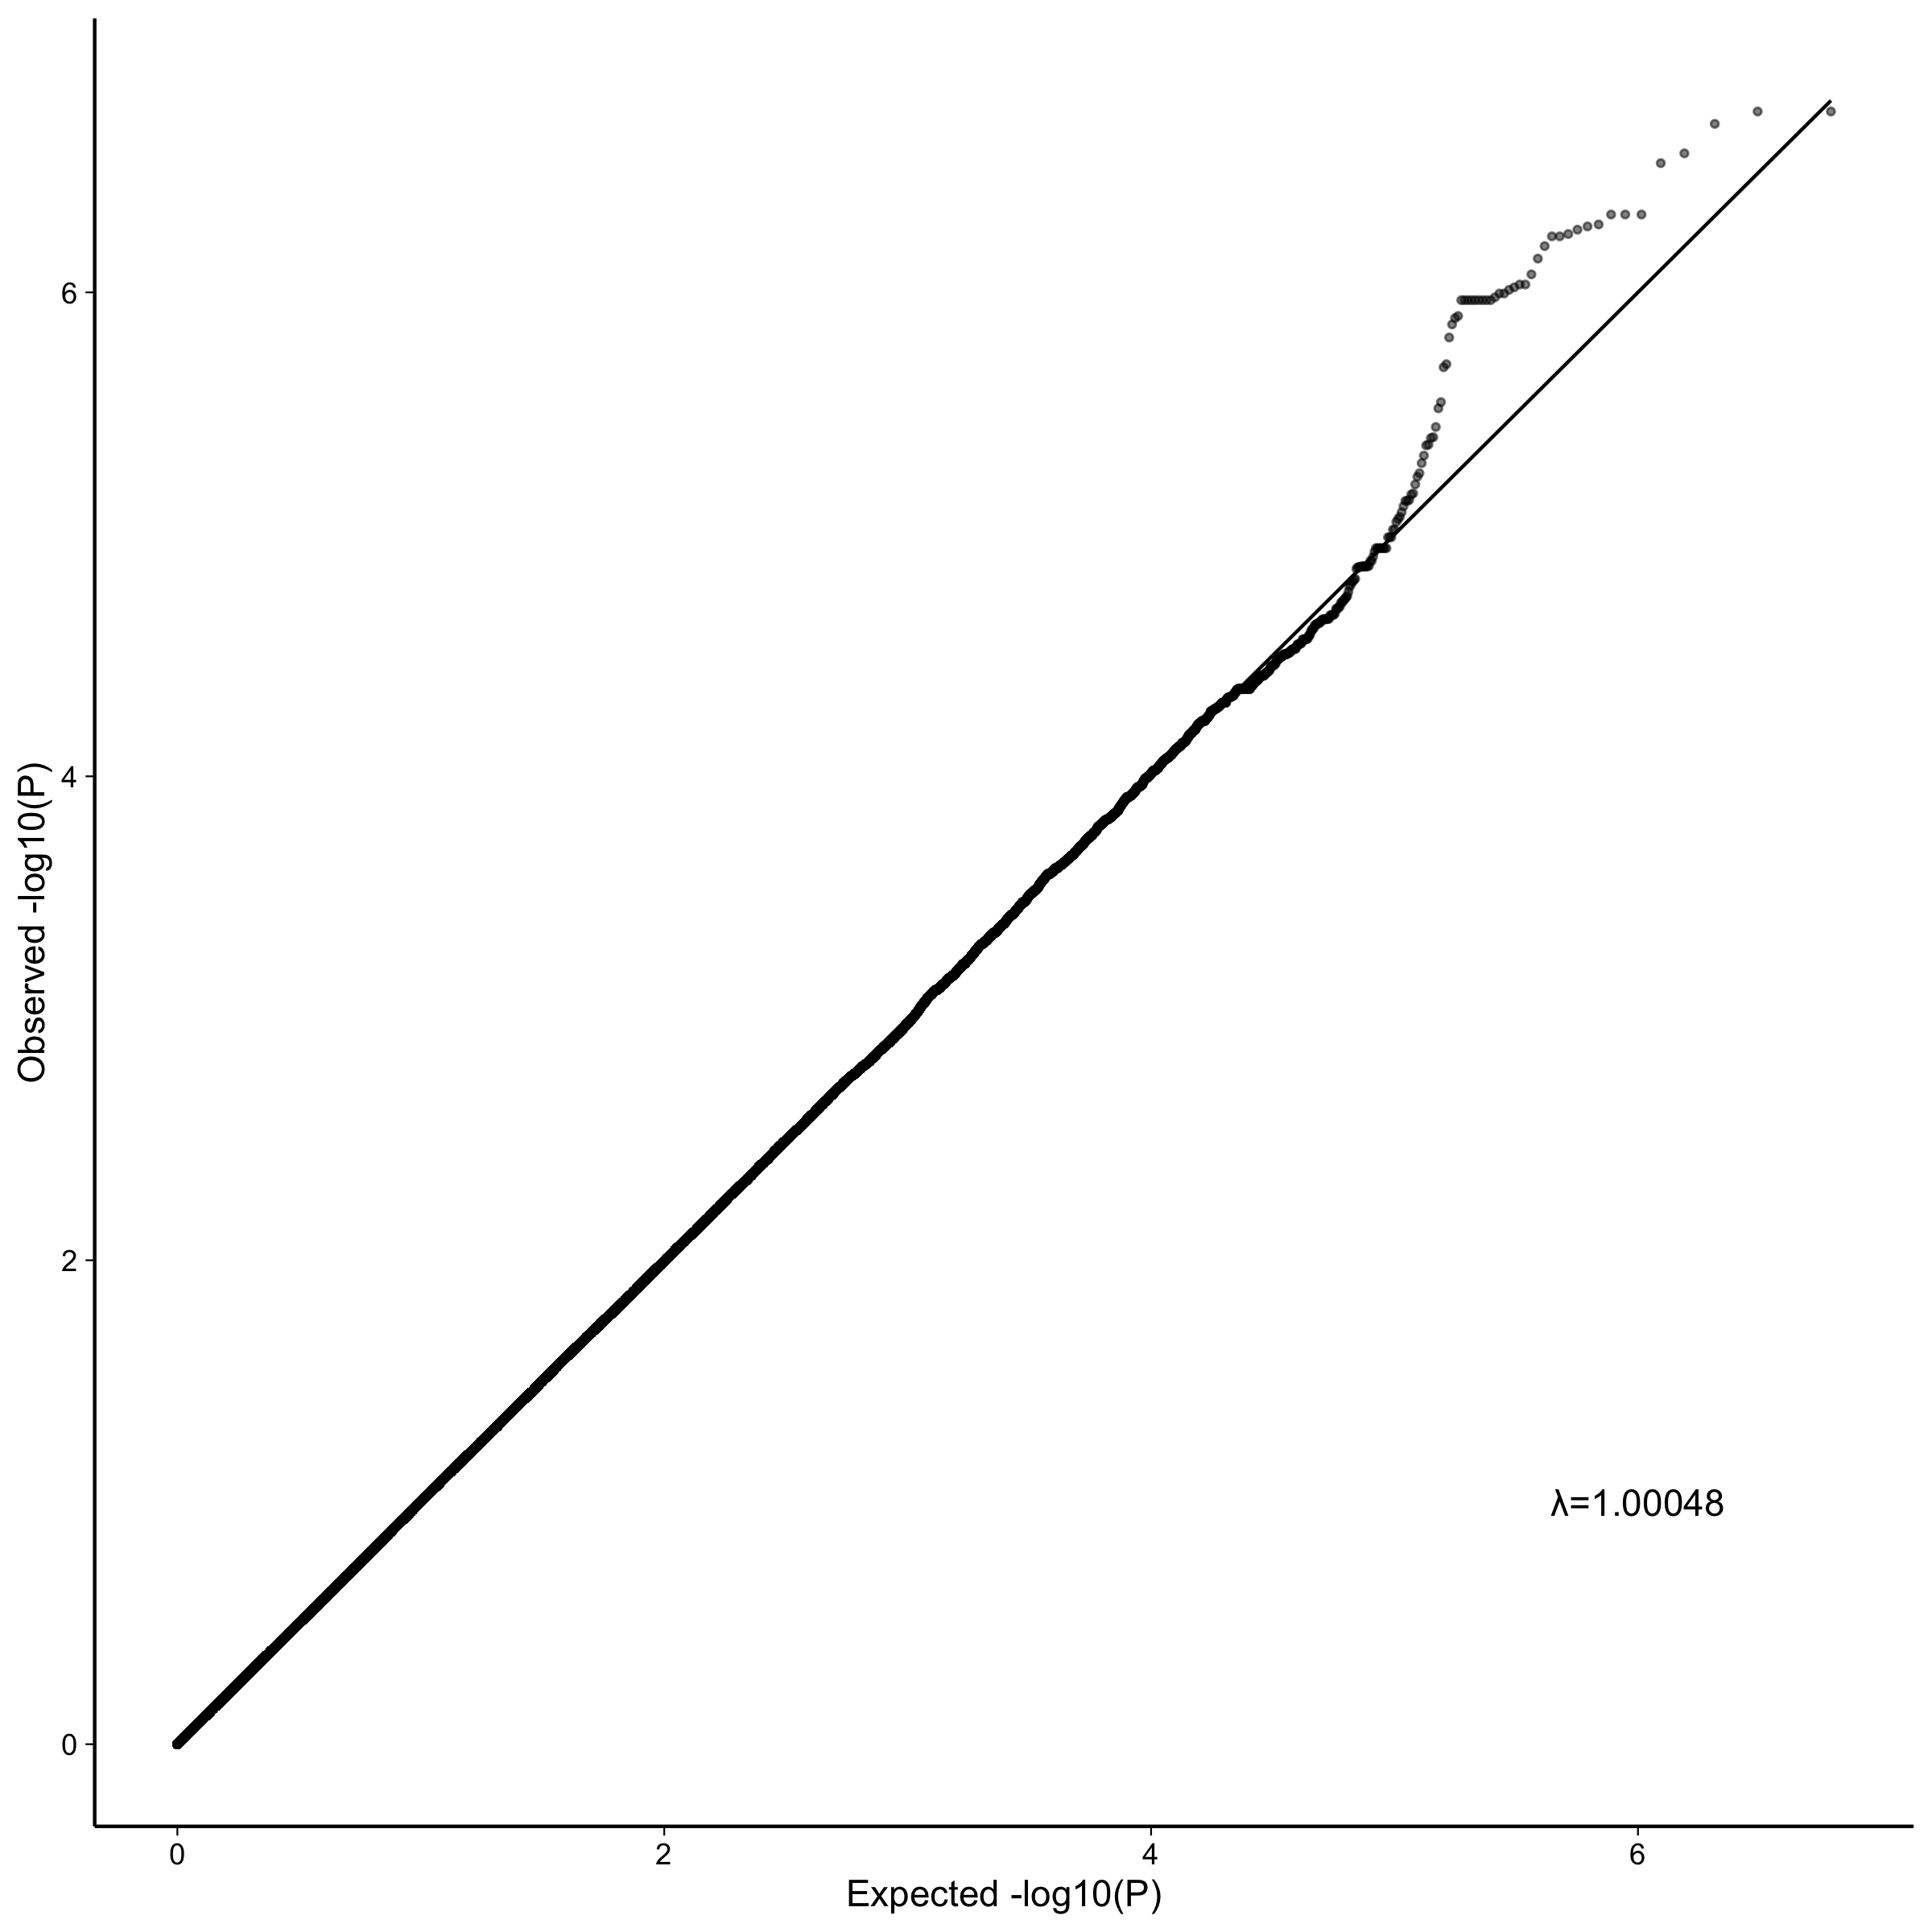 Observed -log10(P)
6
4
2
0
λ=1.00048
0 2 4 6
Expected -log10(P)